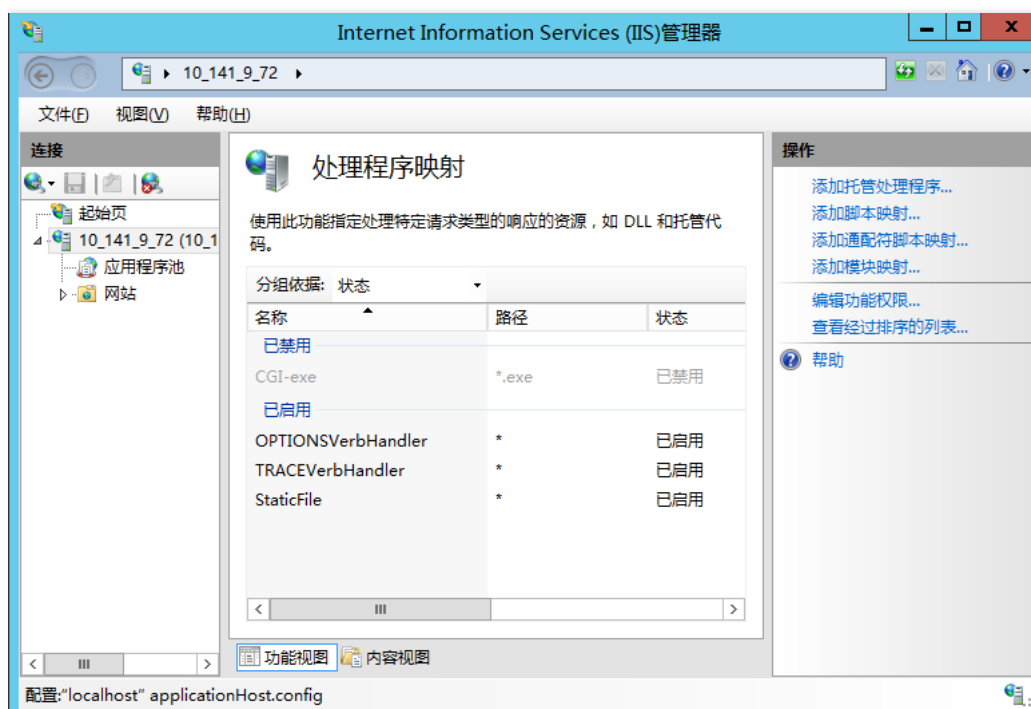 Internet Information Services (IIS)管理器
10_141_9_72
文件(F) 视图(V) 帮助(H)
连接
起始页
10_141_9_72 (10_1
应用程序池
网站
处理程序映射
使用此功能指定处理特定请求类型的响应的资源，如 DLL 和托管代
码。
分组依据: 状态
名称 路径 状态
已禁用
CGI-exe *.exe 已禁用
已启用
OPTIONSVerbHandler * 已启用
TRACEVerbHandler * 已启用
StaticFile * 已启用
功能视图 内容视图
操作
添加托管处理程序...
添加脚本映射...
添加通配符脚本映射...
添加模块映射...
编辑功能权限...
查看经过排序的列表...
帮助
配置:"localhost" applicationHost.config